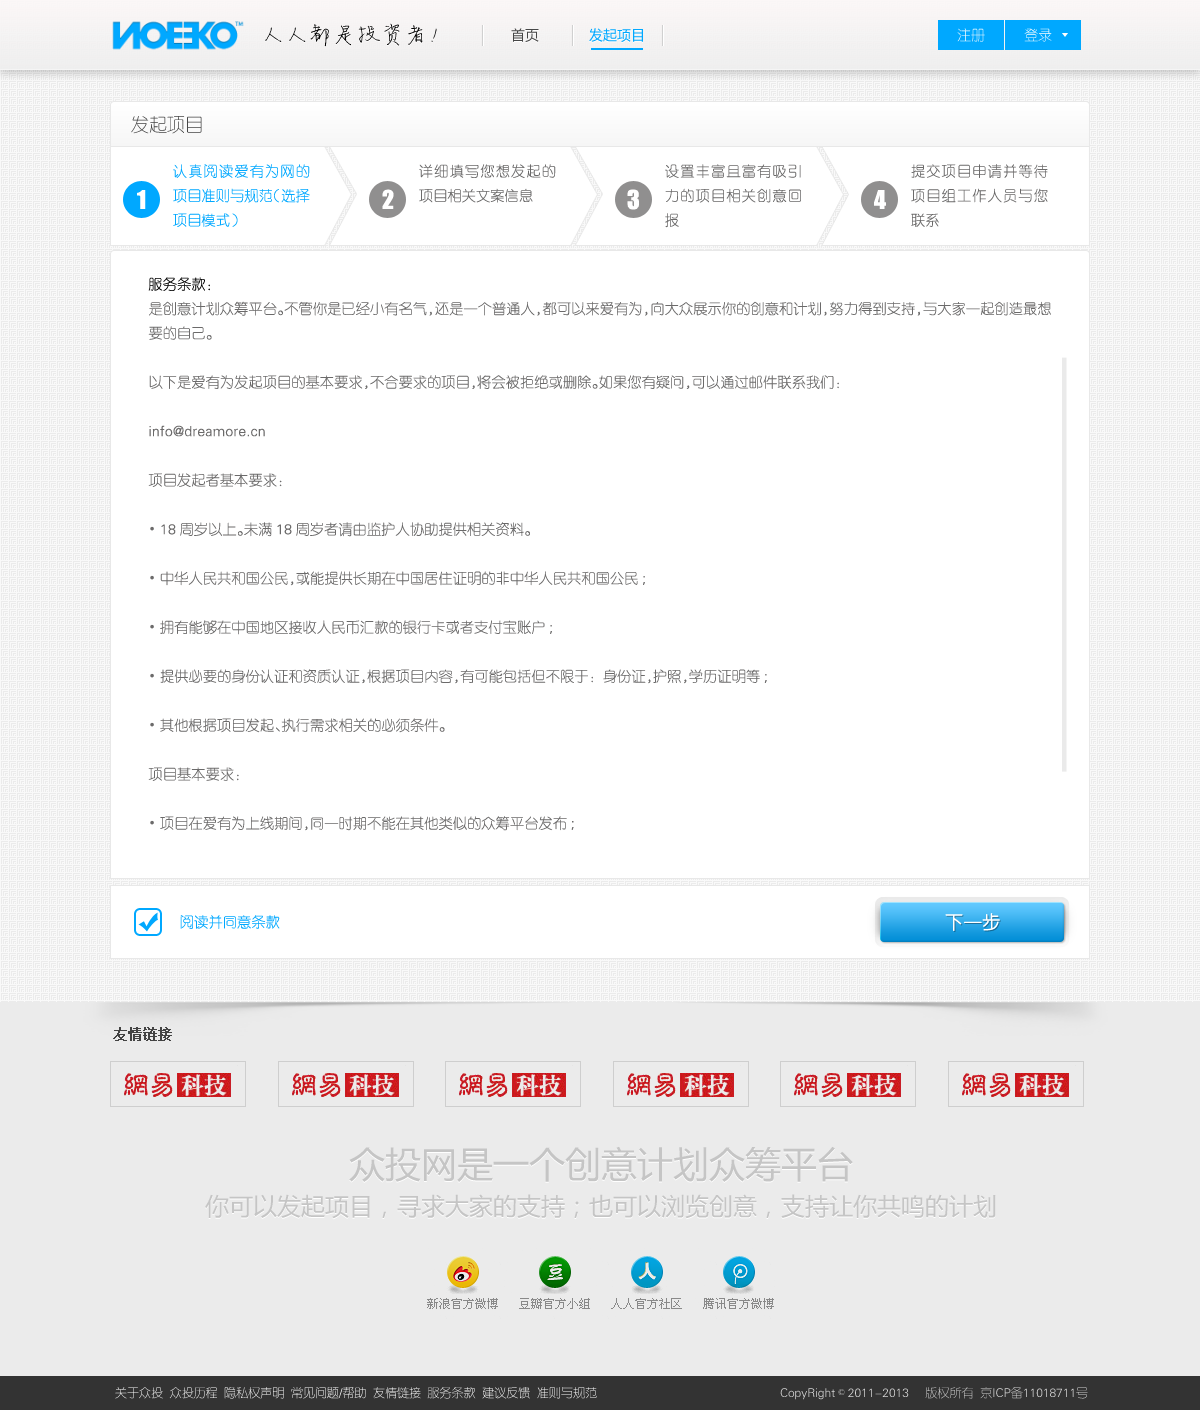 NOEKO™ 人人都是投资者!
首页
发起项目
注册
登录
发起项目
1
认真阅读爱有为网的
项目准则与规范(选择
项目模式)
2
详细填写您想发起的
项目相关文案信息
3
设置丰富且富有吸引
力的项目相关创意回
报
4
提交项目申请并等待
项目组工作人员与您
联系
服务条款:
是创意计划众筹平台。不管你是已经小有名气,还是一个普通人,都可以来爱有为,向大众展示你的创意和计划,努力得到支持,与大家一起创造最想
要的自己。
以下是爱有为发起项目的基本要求,不合要求的项目,将会被拒绝或删除。如果您有疑问,可以通过邮件联系我们:
info@dreamore.cn
项目发起者基本要求:
• 18 周岁以上。未满 18 周岁者请由监护人协助提供相关资料。
• 中华人民共和国公民,或能提供长期在中国居住证明的非中华人民共和国公民;
• 拥有能够在中国地区接收人民币汇款的银行卡或者支付宝账户;
• 提供必要的身份认证和资质认证,根据项目内容,有可能包括但不限于: 身份证,护照,学历证明等;
• 其他根据项目发起、执行需求相关的必须条件。
项目基本要求:
• 项目在爱有为上线期间,同一时期不能在其他类似的众筹平台发布;
阅读并同意条款
下一步
友情链接
網易科技 網易科技 網易科技 網易科技 網易科技 網易科技
众投网是一个创意计划众筹平台
你可以发起项目,寻求大家的支持;也可以浏览创意,支持让你共鸣的计划
豆 人
新浪官方微博 豆瓣官方小组 人人官方社区 腾讯官方微博
关于众投 众投历程 隐私权声明 常见问题/帮助 友情链接 服务条款 建议反馈 准则与规范
CopyRight © 2011-2013 版权所有 京ICP备11018711号